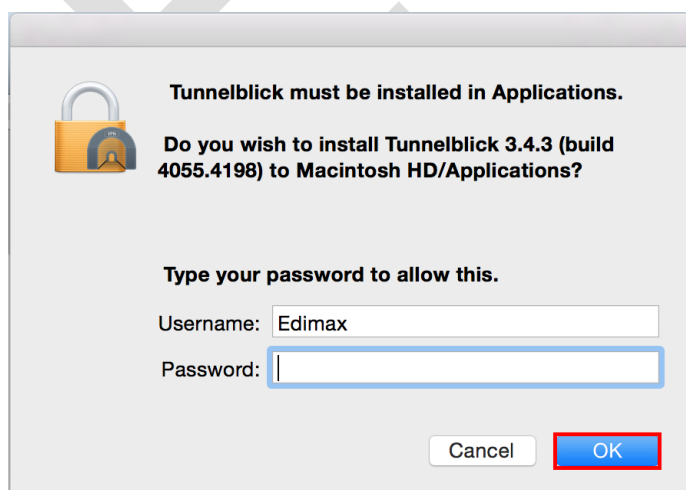 Tunnelblick must be installed in Applications.
Do you wish to install Tunnelblick 3.4.3 (build
4055.4198) to Macintosh HD/Applications?
VPN
Type your password to allow this.
Username: Edimax
Password:
Cancel OK